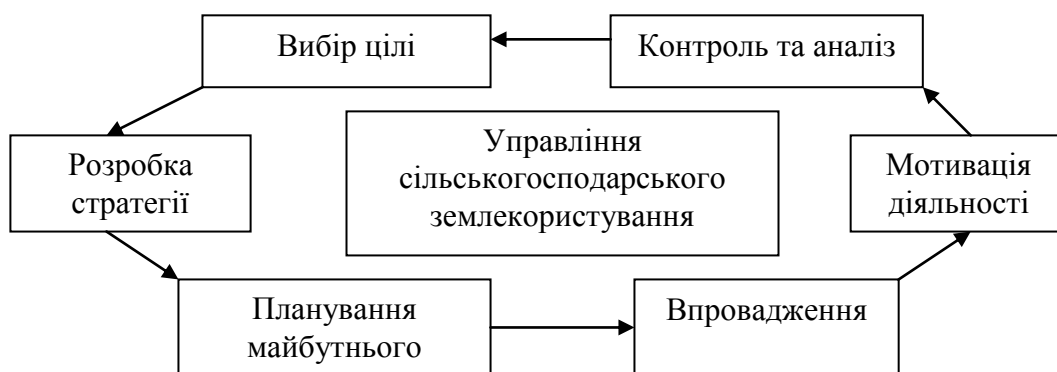 Вибір цілі
Контроль та аналіз
Розробка
стратегії
Управління
сільськогосподарського
землекористування
Мотивація
діяльності
Планування
майбутнього
Впровадження